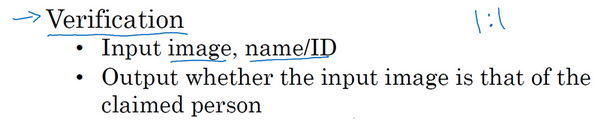 → Verification
1:1
• Input image, name/ID
• Output whether the input image is that of the
claimed person